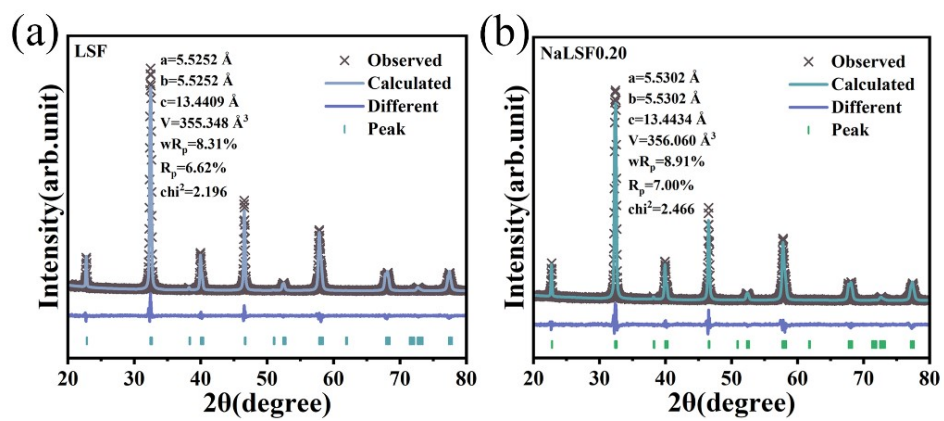 (a)
LSF
a=5.5252 Å
b=5.5252 Å
c=13.4409 Å
V=355.348 Å³
wRₚ=8.31%
Rₚ=6.62%
chi²=2.196
Observed
Calculated
Different
Peak
Intensity(arb.unit)
20 30 40 50 60 70 80
2θ(degree)
(b)
NaLSF0.20
a=5.5302 Å
b=5.5302 Å
c=13.4434 Å
V=356.060 Å³
wRₚ=8.91%
Rₚ=7.00%
chi²=2.466
Observed
Calculated
Different
Peak
Intensity(arb.unit)
20 30 40 50 60 70 80
2θ(degree)